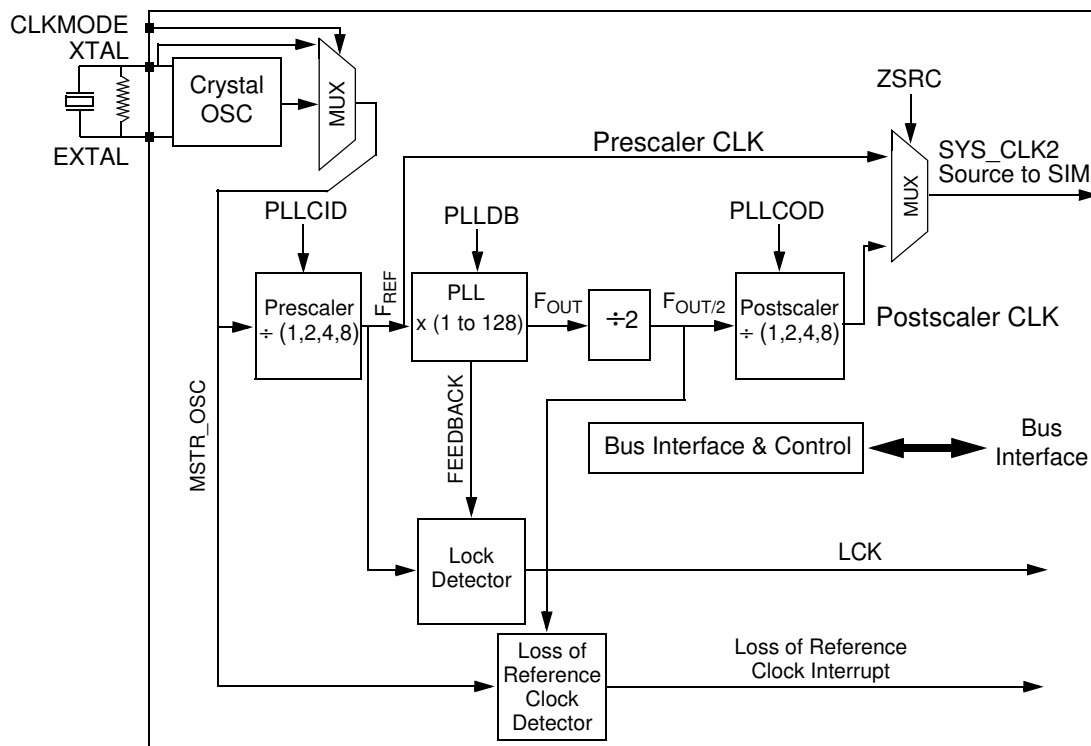 CLKMODE
XTAL
EXTAL
Crystal
OSC
MUX
ZSRC
Prescaler CLK
MUX
SYS_CLK2
Source to SIM
PLLCID
PLLDB
PLLCOD
Prescaler
÷ (1,2,4,8)
FREF
PLL
x (1 to 128)
FOUT
÷2
FOUT/2
Postscaler
÷ (1,2,4,8)
Postscaler CLK
MSTR_OSC
FEEDBACK
Bus Interface & Control
Bus
Interface
Lock
Detector
LCK
Loss of
Reference
Clock
Detector
Loss of Reference
Clock Interrupt